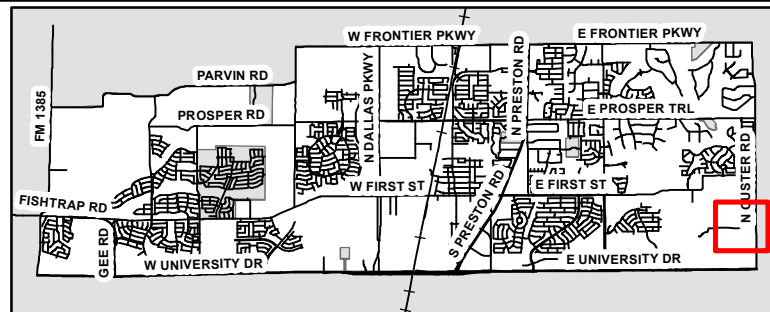 W FRONTIER PKWY
E FRONTIER PKWY
FM 1385
PARVIN RD
N DALLAS PKWY
N PRESTON RD
PROSPER RD
E PROSPER TRL
N CUSTER RD
W FIRST ST
E FIRST ST
FISHTRAP RD
S PRESTON RD
GEE RD
W UNIVERSITY DR
E UNIVERSITY DR